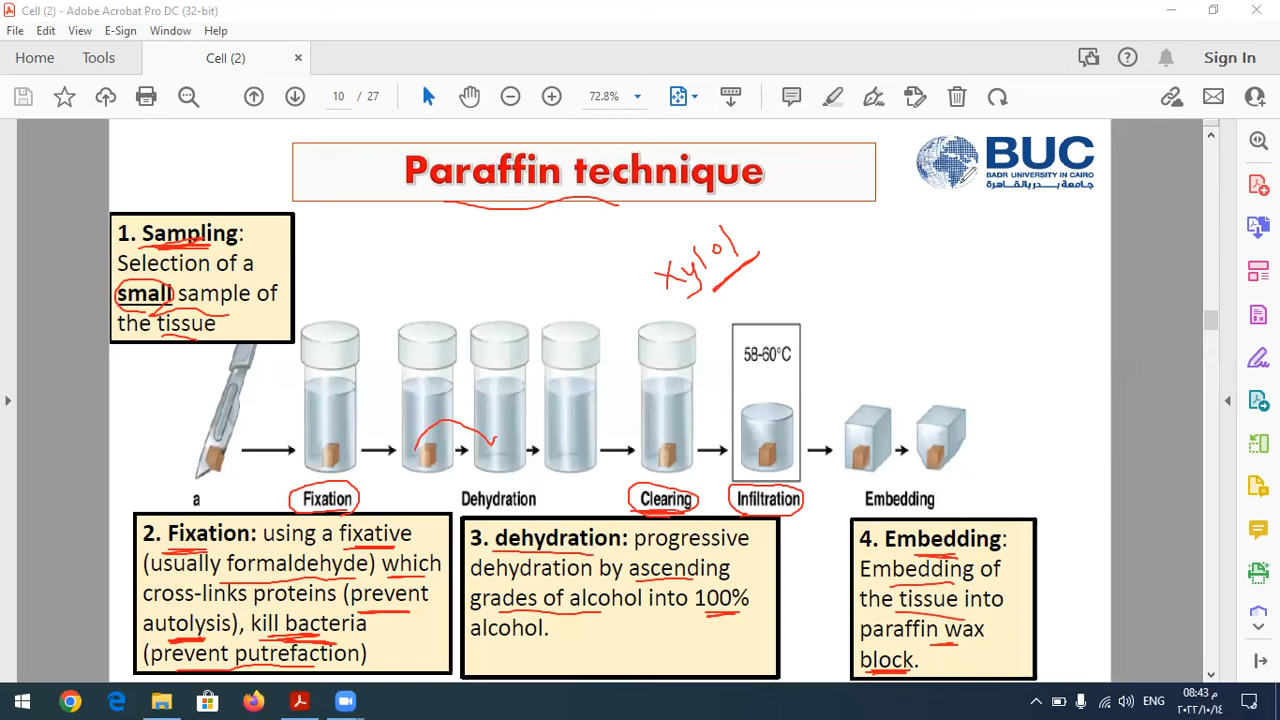 Cell (2) - Adobe Acrobat Pro DC (32-bit)
File Edit View E-Sign Window Help
Home Tools Cell (2) × Sign In
10 / 27 72.8%
Paraffin technique
BUC
BADR UNIVERSITY IN CAIRO
جامعة بدر بالقاهرة
1. Sampling:
Selection of a
small sample of
the tissue
Xylol
58-60°C
a Fixation Dehydration Clearing Infiltration Embedding
2. Fixation: using a fixative
(usually formaldehyde) which
cross-links proteins (prevent
autolysis), kill bacteria
(prevent putrefaction)
3. dehydration: progressive
dehydration by ascending
grades of alcohol into 100%
alcohol.
4. Embedding:
Embedding of
the tissue into
paraffin wax
block.
ENG 08:43 م
٢٠٢٢/١٠/١٤